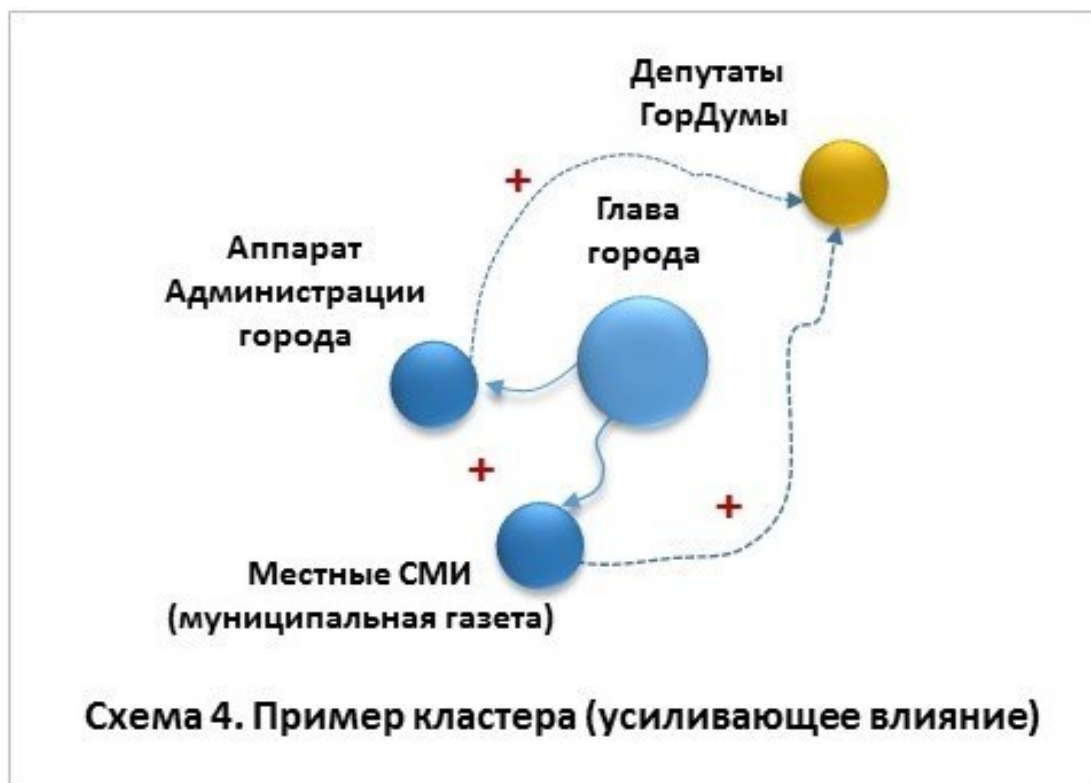 Депутаты
ГорДумы
+
Глава
города
Аппарат
Администрации
города
+
+
Местные СМИ
(муниципальная газета)
Схема 4. Пример кластера (усиливающее влияние)